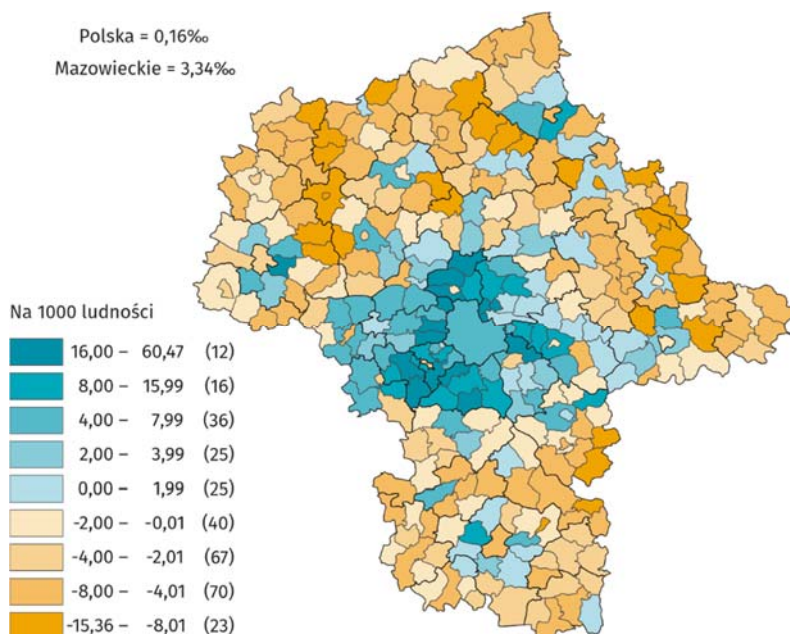 Polska = 0,16‰
Mazowieckie = 3,34‰
Na 1000 ludności
16,00 – 60,47 (12)
8,00 – 15,99 (16)
4,00 – 7,99 (36)
2,00 – 3,99 (25)
0,00 – 1,99 (25)
-2,00 – -0,01 (40)
-4,00 – -2,01 (67)
-8,00 – -4,01 (70)
-15,36 – -8,01 (23)